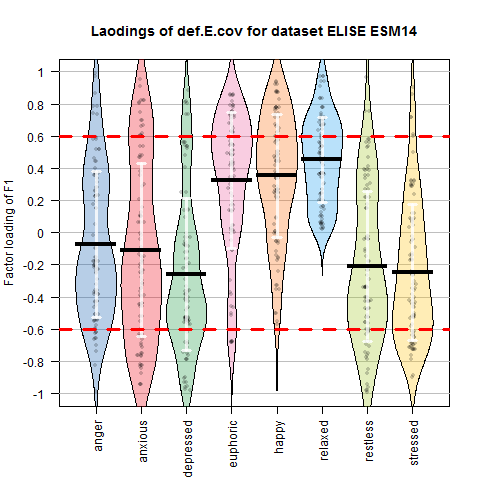 Laodings of def.E.cov for dataset ELISE ESM14
Factor loading of F1
1
0.8
0.6
0.4
0.2
0
-0.2
-0.4
-0.6
-0.8
-1
anger
anxious
depressed
euphoric
happy
relaxed
restless
stressed